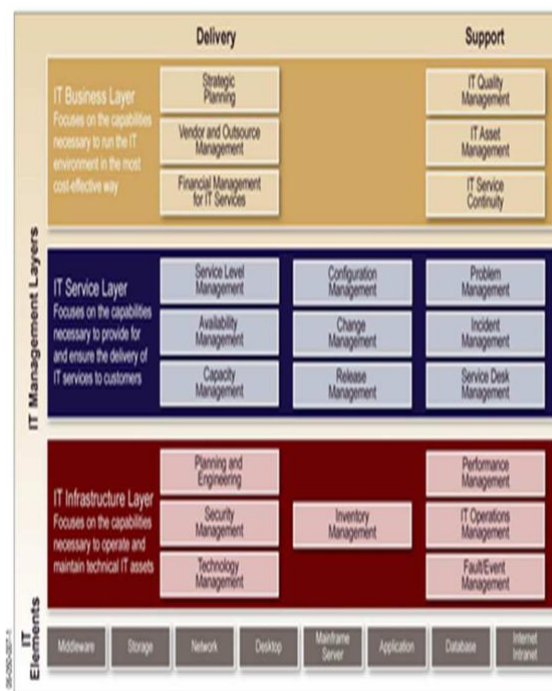 Delivery
Support
IT Management Layers
IT Business Layer
Focuses on the capabilities
necessary to run the IT
environment in the most
cost-effective way
Strategic
Planning
Vendor and Outsource
Management
Financial Management
for IT Services
IT Quality
Management
IT Asset
Management
IT Service
Continuity
IT Service Layer
Focuses on the capabilities
necessary to provide for
and ensure the delivery of
IT services to customers
Service Level
Management
Availability
Management
Capacity
Management
Configuration
Management
Change
Management
Release
Management
Problem
Management
Incident
Management
Service Desk
Management
IT Infrastructure Layer
Focuses on the capabilities
necessary to operate and
maintain technical IT assets
Planning and
Engineering
Security
Management
Technology
Management
Inventory
Management
Performance
Management
IT Operations
Management
Fault/Event
Management
IT
Elements
Middleware
Storage
Network
Desktop
Mainframe
Server
Application
Database
Internet
Intranet